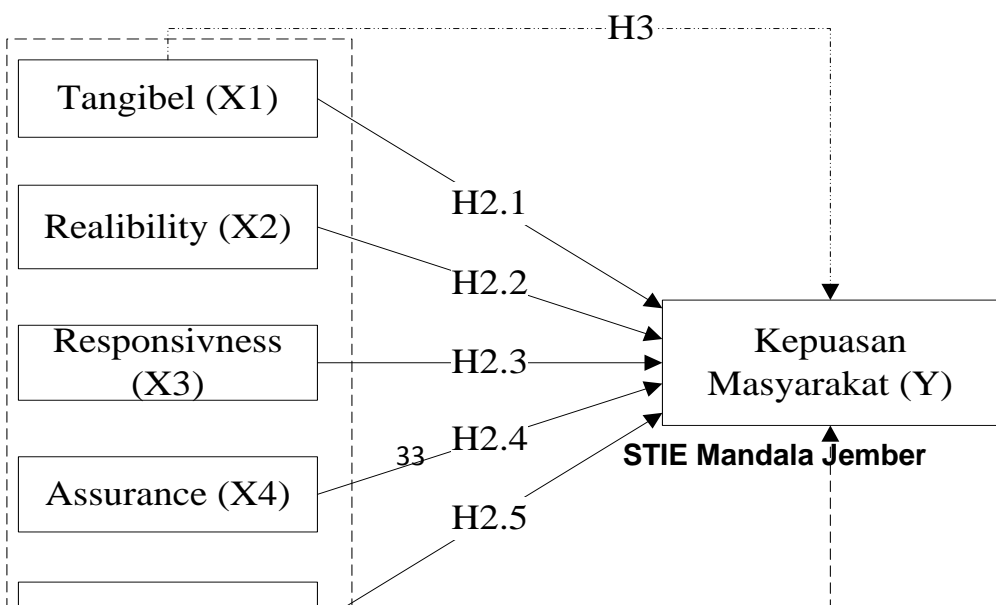 H3
Tangibel (X1)
H2.1
Realibility (X2)
H2.2
Responsivness
(X3)
H2.3
Kepuasan
Masyarakat (Y)
H2.4
33
STIE Mandala Jember
Assurance (X4)
H2.5